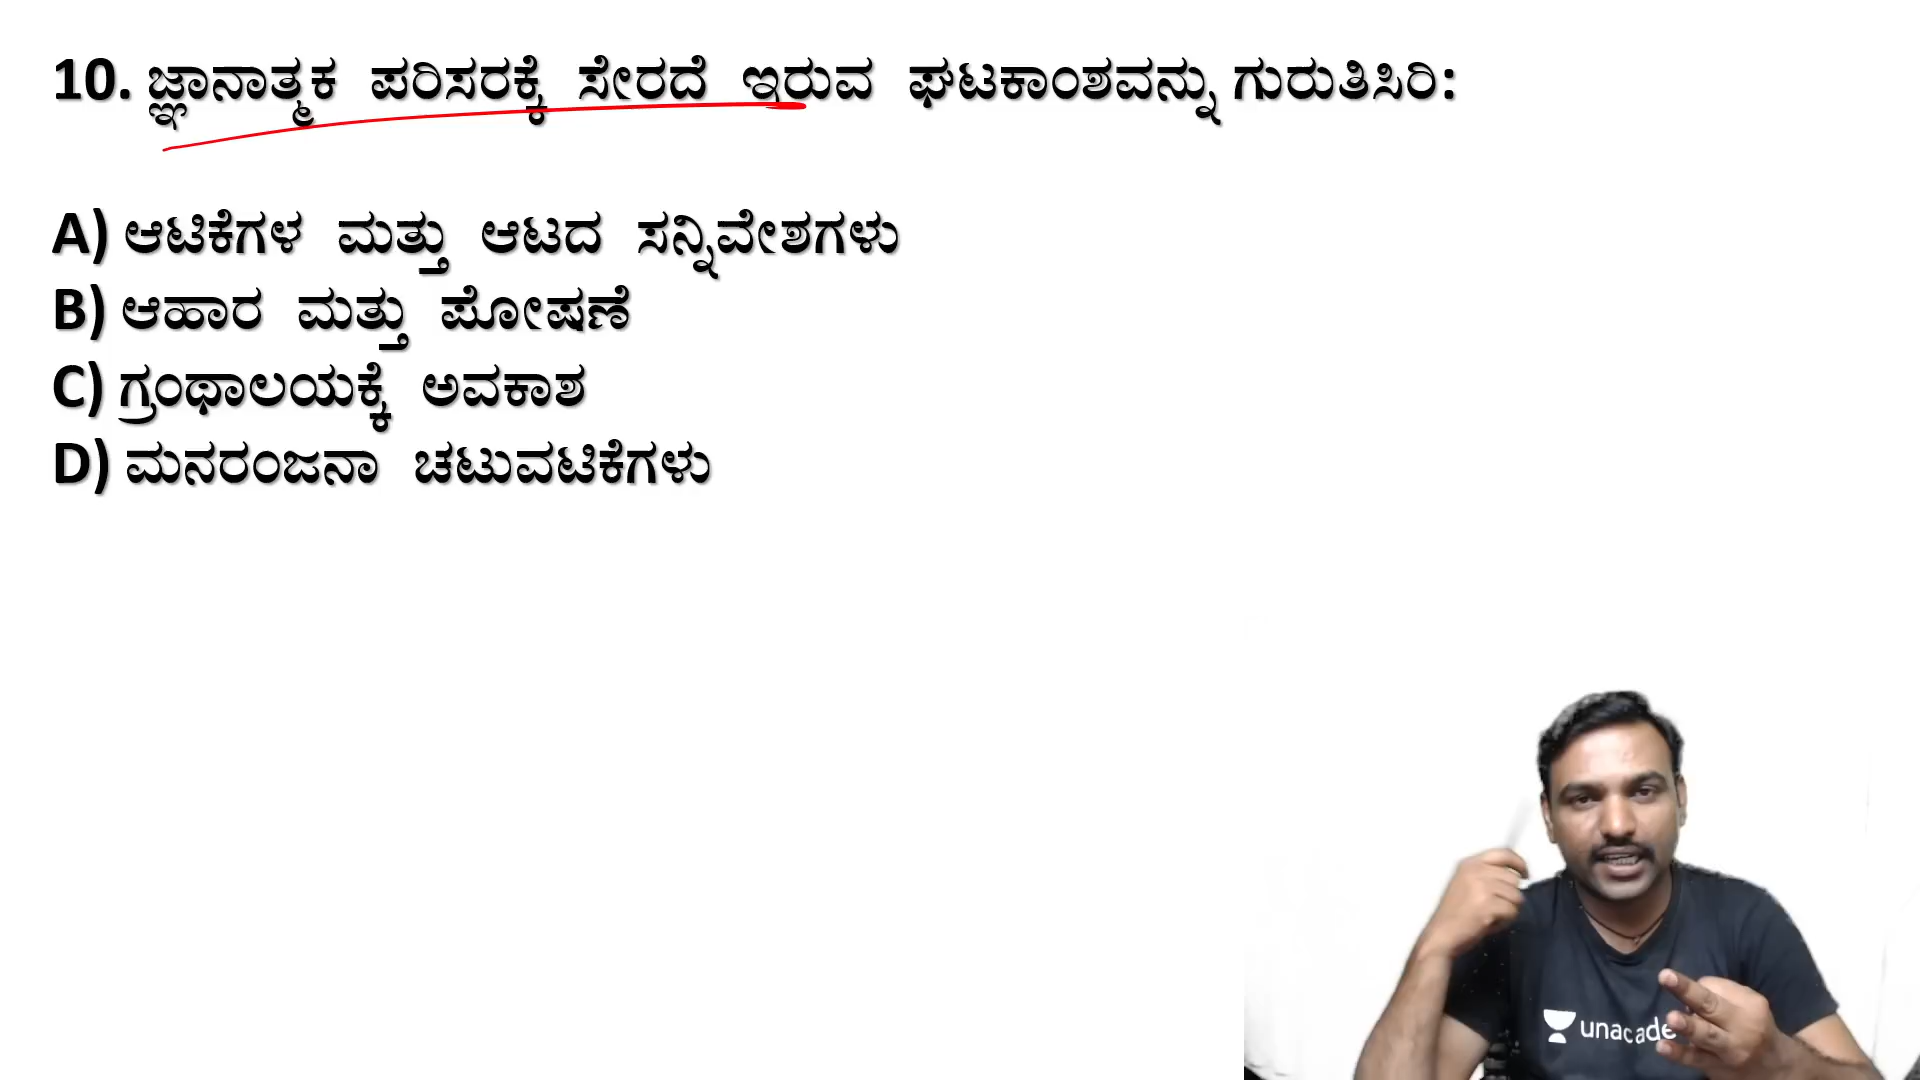 10. ಜ್ಞಾನಾತ್ಮಕ ಪರಿಸರಕ್ಕೆ ಸೇರದೆ ಇರುವ ಘಟಕಾಂಶವನ್ನು ಗುರುತಿಸಿರಿ:
A) ಆಟಿಕೆಗಳ ಮತ್ತು ಆಟದ ಸನ್ನಿವೇಶಗಳು
B) ಆಹಾರ ಮತ್ತು ಪೋಷಣೆ
C) ಗ್ರಂಥಾಲಯಕ್ಕೆ ಅವಕಾಶ
D) ಮನರಂಜನಾ ಚಟುವಟಿಕೆಗಳು
unacade